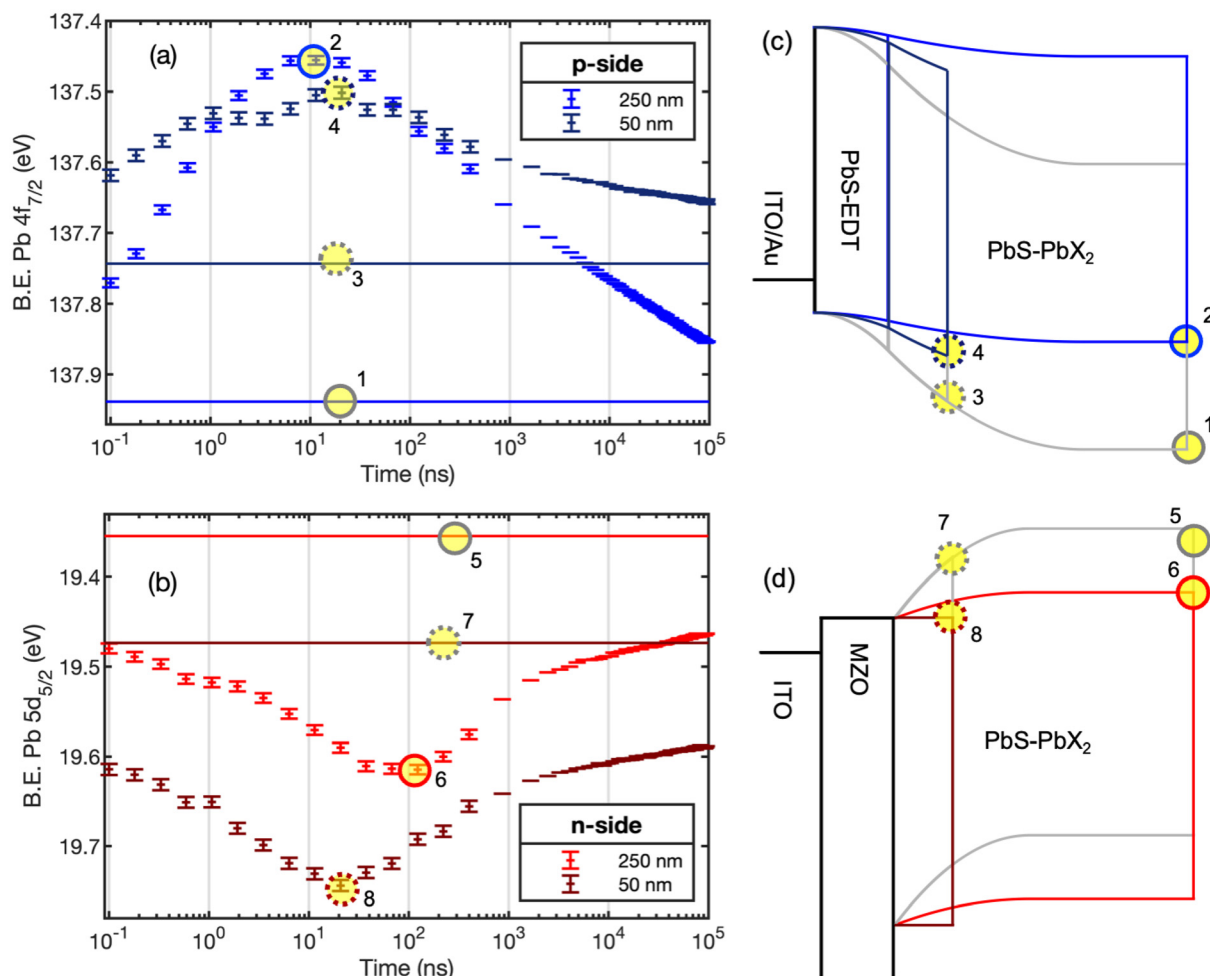 (a)
137.4
137.5
137.6
137.7
137.8
137.9
B.E. Pb 4f7/2 (eV)
2
4
3
1
p-side
250 nm
50 nm
10-1 100 101 102 103 104 105
Time (ns)
(b)
19.4
19.5
19.6
19.7
B.E. Pb 5d5/2 (eV)
5
7
6
8
n-side
250 nm
50 nm
10-1 100 101 102 103 104 105
Time (ns)
(c)
ITO/Au
PbS-EDT
PbS-PbX2
2
4
3
1
(d)
ITO
MZO
PbS-PbX2
7
5
6
8